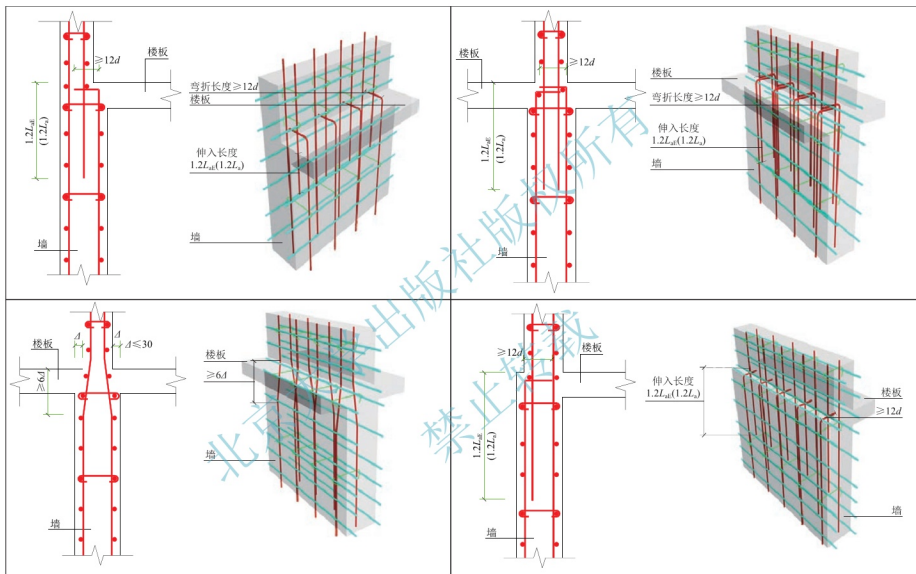 ≥12d
楼板
1.2LaE
(1.2La)
墙
弯折长度≥12d
楼板
伸入长度
1.2LaE(1.2La)
墙
≥12d
楼板
1.2LaE
(1.2La)
墙
楼板
弯折长度≥12d
伸入长度
1.2LaE(1.2La)
墙
Δ
Δ≤30
楼板
≥6Δ
墙
楼板
≥6Δ
墙
≥12d
楼板
1.2LaE
(1.2La)
墙
伸入长度
1.2LaE(1.2La)
楼板
≥12d
墙
出版社版权所有
禁止转载